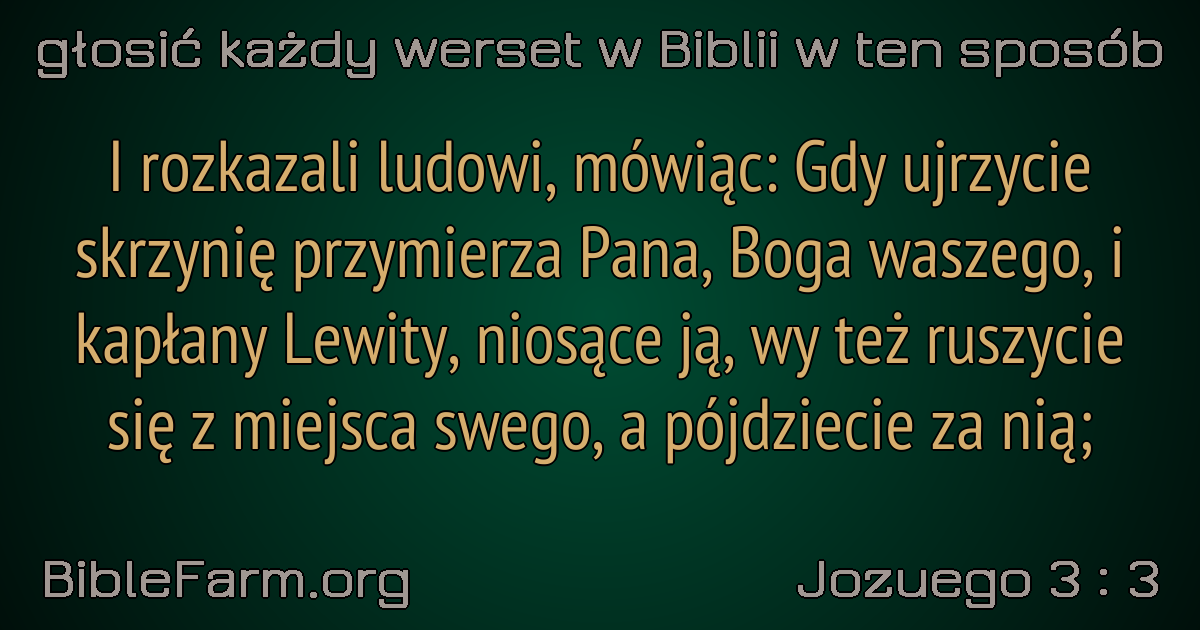 głosić każdy werset w Biblii w ten sposób
I rozkazali ludowi, mówiąc: Gdy ujrzycie
skrzynię przymierza Pana, Boga waszego, i
kapłany Lewity, niosące ją, wy też ruszycie
się z miejsca swego, a pójdziecie za nią;
BibleFarm.org
Jozuego 3 : 3